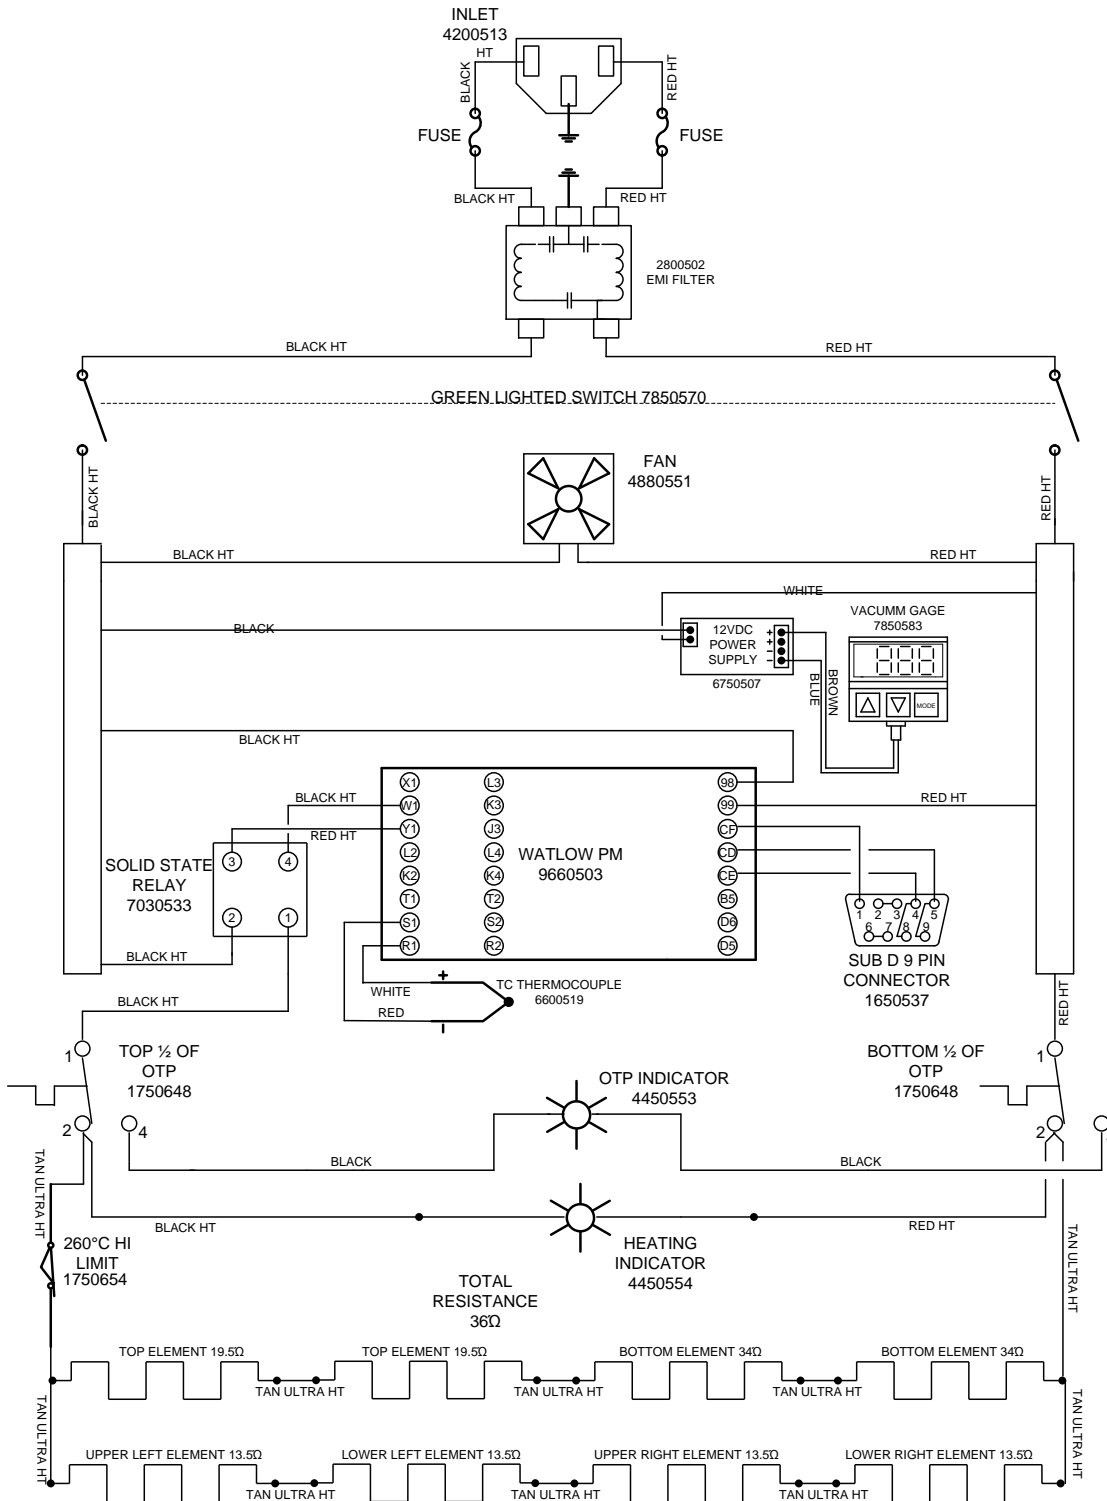 INLET
4200513
HT
BLACK
RED HT
FUSE
FUSE
BLACK HT
RED HT
2800502
EMI FILTER
BLACK HT
RED HT
GREEN LIGHTED SWITCH 7850570
BLACK HT
RED HT
FAN
4880551
BLACK HT
RED HT
WHITE
BLACK
12VDC
POWER
SUPPLY
+
+
−
−
6750507
VACUMM GAGE
7850583
888
MODE
BROWN
BLUE
BLACK HT
X1
W1
Y1
L2
K2
T1
S1
R1
L3
K3
J3
L4
K4
T2
S2
R2
98
99
CF
CD
CE
B5
D6
D5
WATLOW PM
9660503
BLACK HT
RED HT
RED HT
SOLID STATE
RELAY
7030533
3
4
2
1
BLACK HT
BLACK HT
1 2 3 4 5
6 7 8 9
SUB D 9 PIN
CONNECTOR
1650537
+
WHITE
RED
−
TC THERMOCOUPLE
6600519
RED HT
1
TOP ½ OF
OTP
1750648
2
4
OTP INDICATOR
4450553
BOTTOM ½ OF
OTP
1750648
1
2
BLACK
BLACK
TAN ULTRA HT
BLACK HT
RED HT
TAN ULTRA HT
260°C HI
LIMIT
1750654
HEATING
INDICATOR
4450554
TOTAL
RESISTANCE
36Ω
TOP ELEMENT 19.5Ω
TOP ELEMENT 19.5Ω
BOTTOM ELEMENT 34Ω
BOTTOM ELEMENT 34Ω
TAN ULTRA HT
TAN ULTRA HT
TAN ULTRA HT
TAN ULTRA HT
TAN ULTRA HT
UPPER LEFT ELEMENT 13.5Ω
LOWER LEFT ELEMENT 13.5Ω
UPPER RIGHT ELEMENT 13.5Ω
LOWER RIGHT ELEMENT 13.5Ω
TAN ULTRA HT
TAN ULTRA HT
TAN ULTRA HT